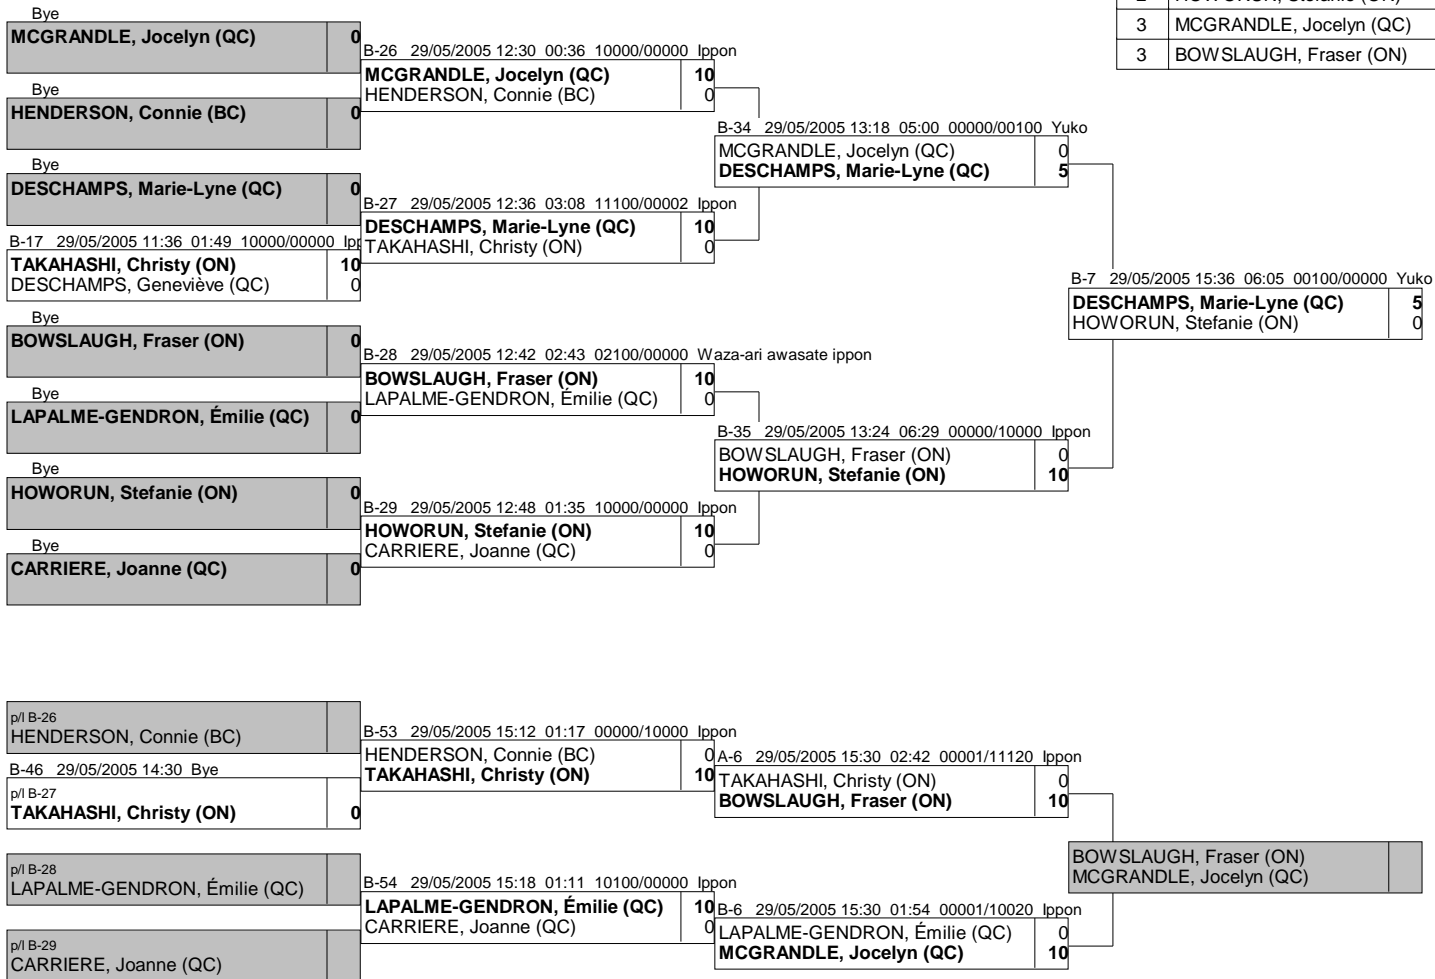 2 HOWORUN, Stefanie (ON)
3 MCGRANDLE, Jocelyn (QC)
3 BOWSLAUGH, Fraser (ON)
Bye
MCGRANDLE, Jocelyn (QC) 0
Bye
HENDERSON, Connie (BC) 0
Bye
DESCHAMPS, Marie-Lyne (QC) 0
B-17 29/05/2005 11:36 01:49 10000/00000 Ipp
TAKAHASHI, Christy (ON) 10
DESCHAMPS, Geneviève (QC) 0
Bye
BOWSLAUGH, Fraser (ON) 0
Bye
LAPALME-GENDRON, Émilie (QC) 0
Bye
HOWORUN, Stefanie (ON) 0
Bye
CARRIERE, Joanne (QC) 0
B-26 29/05/2005 12:30 00:36 10000/00000 Ippon
MCGRANDLE, Jocelyn (QC) 10
HENDERSON, Connie (BC) 0
B-27 29/05/2005 12:36 03:08 11100/00002 Ippon
DESCHAMPS, Marie-Lyne (QC) 10
TAKAHASHI, Christy (ON) 0
B-28 29/05/2005 12:42 02:43 02100/00000 Waza-ari awasate ippon
BOWSLAUGH, Fraser (ON) 10
LAPALME-GENDRON, Émilie (QC) 0
B-29 29/05/2005 12:48 01:35 10000/00000 Ippon
HOWORUN, Stefanie (ON) 10
CARRIERE, Joanne (QC) 0
B-34 29/05/2005 13:18 05:00 00000/00100 Yuko
MCGRANDLE, Jocelyn (QC) 0
DESCHAMPS, Marie-Lyne (QC) 5
B-35 29/05/2005 13:24 06:29 00000/10000 Ippon
BOWSLAUGH, Fraser (ON) 0
HOWORUN, Stefanie (ON) 10
B-7 29/05/2005 15:36 06:05 00100/00000 Yuko
DESCHAMPS, Marie-Lyne (QC) 5
HOWORUN, Stefanie (ON) 0
p/l B-26
HENDERSON, Connie (BC)
B-46 29/05/2005 14:30 Bye
p/l B-27
TAKAHASHI, Christy (ON) 0
p/l B-28
LAPALME-GENDRON, Émilie (QC)
p/l B-29
CARRIERE, Joanne (QC)
B-53 29/05/2005 15:12 01:17 00000/10000 Ippon
HENDERSON, Connie (BC) 0
TAKAHASHI, Christy (ON) 10
B-54 29/05/2005 15:18 01:11 10100/00000 Ippon
LAPALME-GENDRON, Émilie (QC) 10
CARRIERE, Joanne (QC) 0
A-6 29/05/2005 15:30 02:42 00001/11120 Ippon
TAKAHASHI, Christy (ON) 0
BOWSLAUGH, Fraser (ON) 10
B-6 29/05/2005 15:30 01:54 00001/10020 Ippon
LAPALME-GENDRON, Émilie (QC) 0
MCGRANDLE, Jocelyn (QC) 10
BOWSLAUGH, Fraser (ON)
MCGRANDLE, Jocelyn (QC)